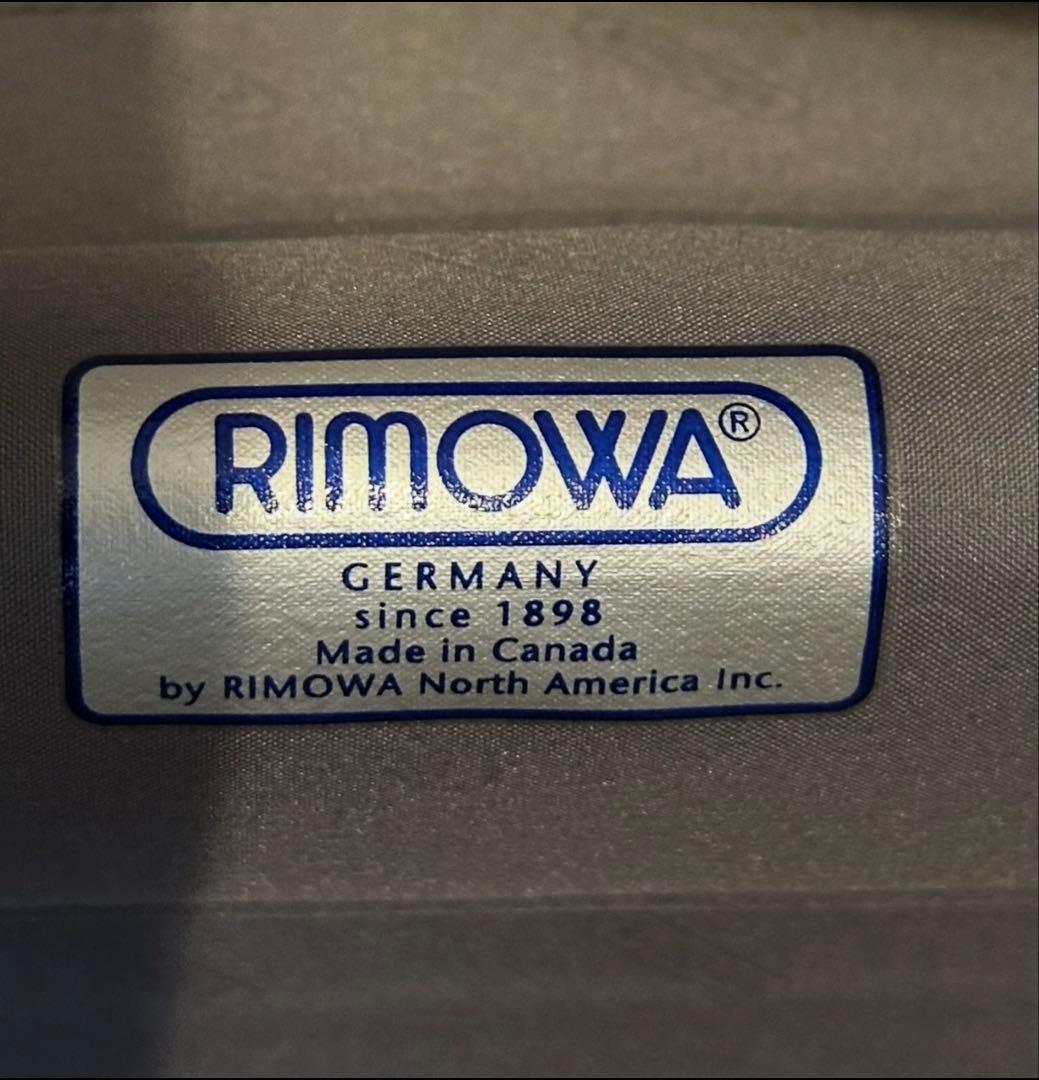 RIMOWA®
GERMANY
since 1898
Made in Canada
by RIMOWA North America Inc.